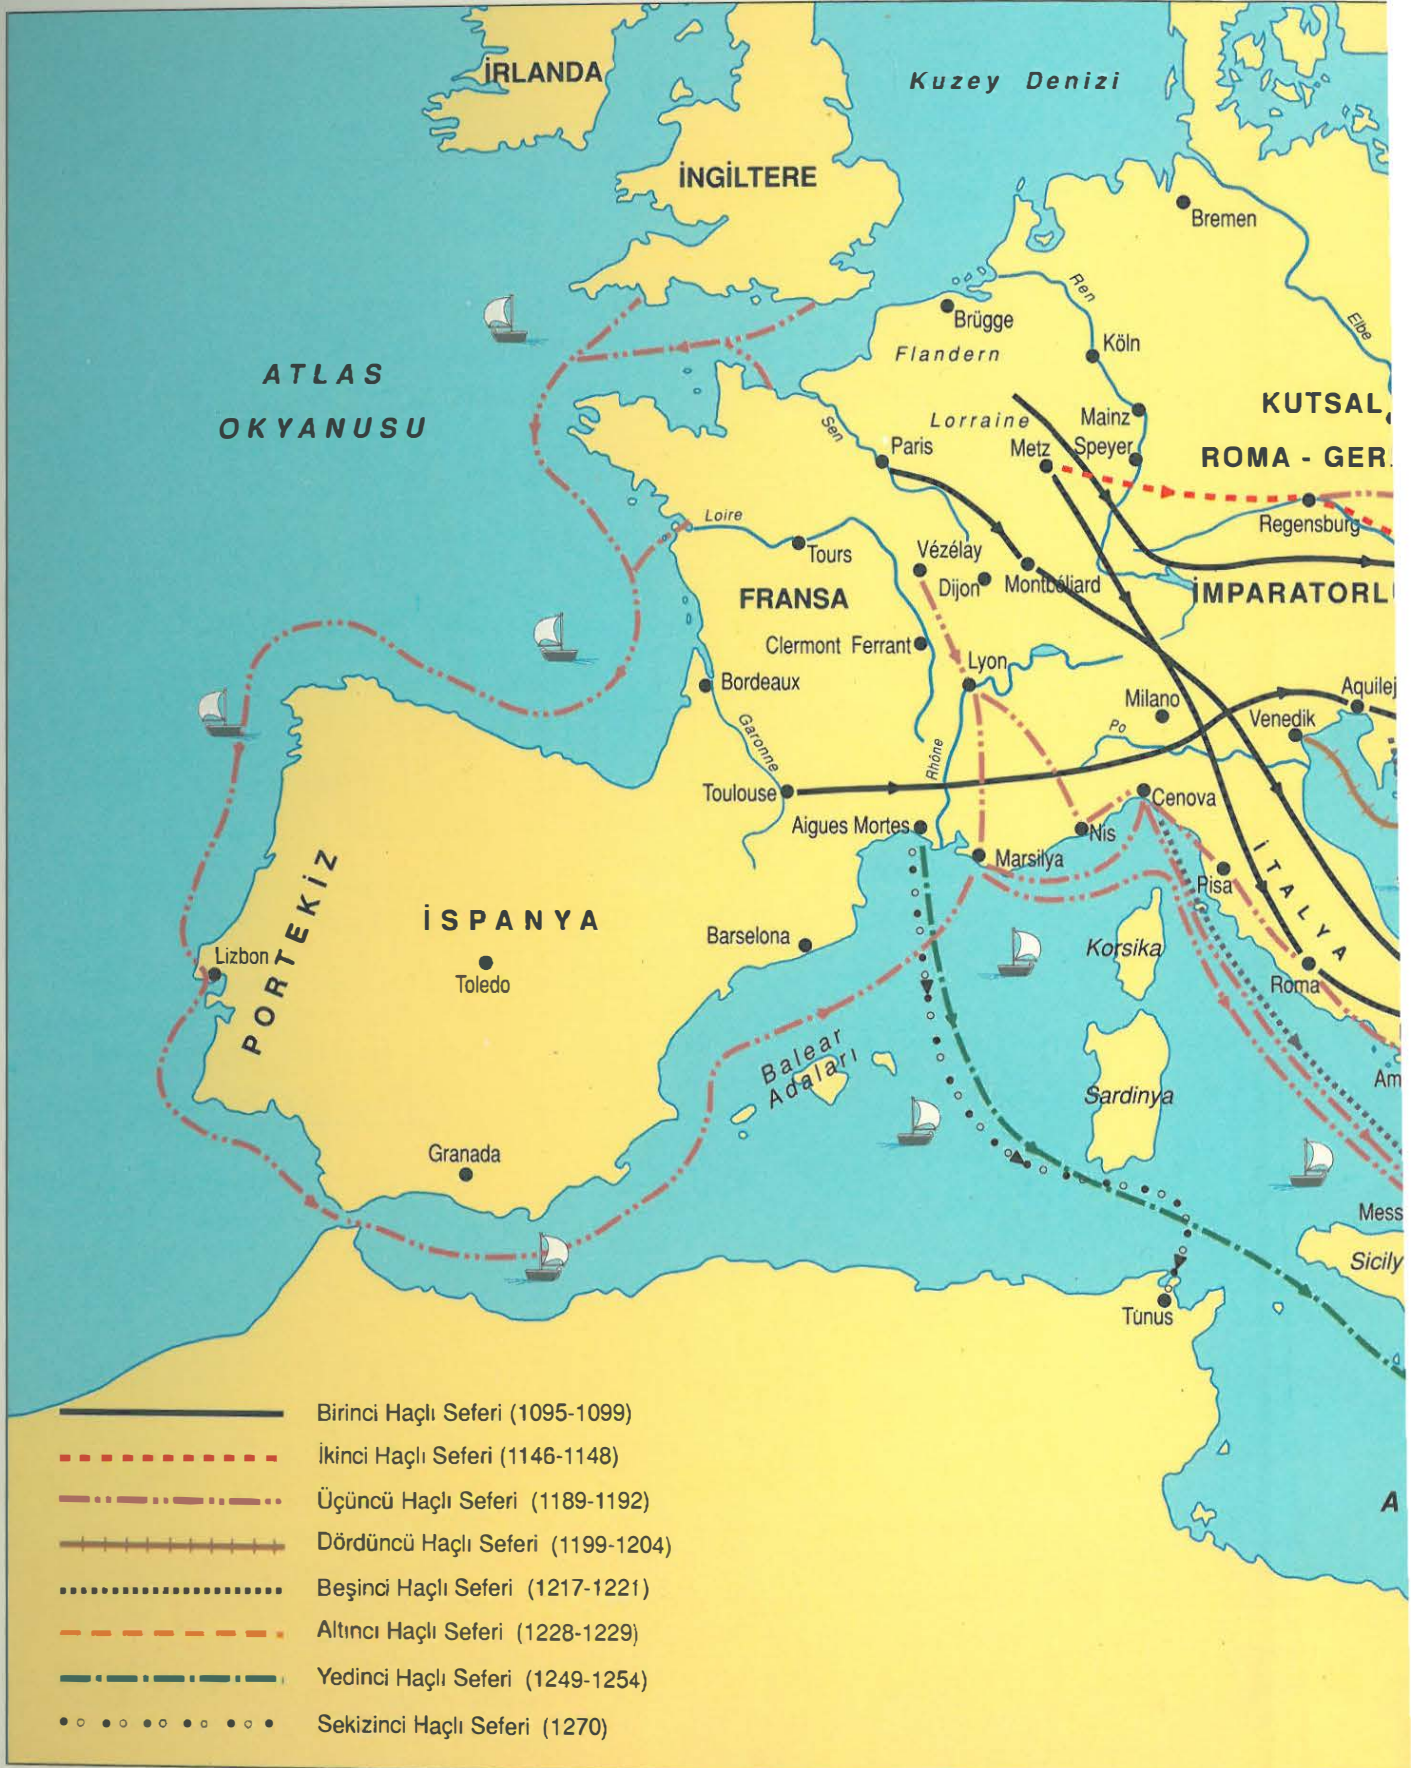 İRLANDA
Kuzey Denizi
İNGİLTERE
Bremen
Ren
Elbe
Brügge
Flandern
Köln
ATLAS
OKYANUSU
KUTSAL
Lorraine
Mainz
Sen
Paris
Metz
Speyer
ROMA - GER
Loire
Regensburg
Tours
Vézélay
Dijon
Montbéliard
FRANSA
İMPARATORL
Clermont Ferrant
Lyon
Bordeaux
Milano
Aquilej
Venedik
Garonne
Po
Rhône
Toulouse
Cenova
Aigues Mortes
Nis
Marsilya
İTALYA
Pisa
PORTEKİZ
İSPANYA
Barselona
Korsika
Lizbon
Toledo
Roma
Balear
Adaları
Am
Sardinya
Granada
Mess
Sicily
Tunus
Birinci Haçlı Seferi (1095-1099)
İkinci Haçlı Seferi (1146-1148)
Üçüncü Haçlı Seferi (1189-1192)
A
Dördüncü Haçlı Seferi (1199-1204)
Beşinci Haçlı Seferi (1217-1221)
Altıncı Haçlı Seferi (1228-1229)
Yedinci Haçlı Seferi (1249-1254)
Sekizinci Haçlı Seferi (1270)